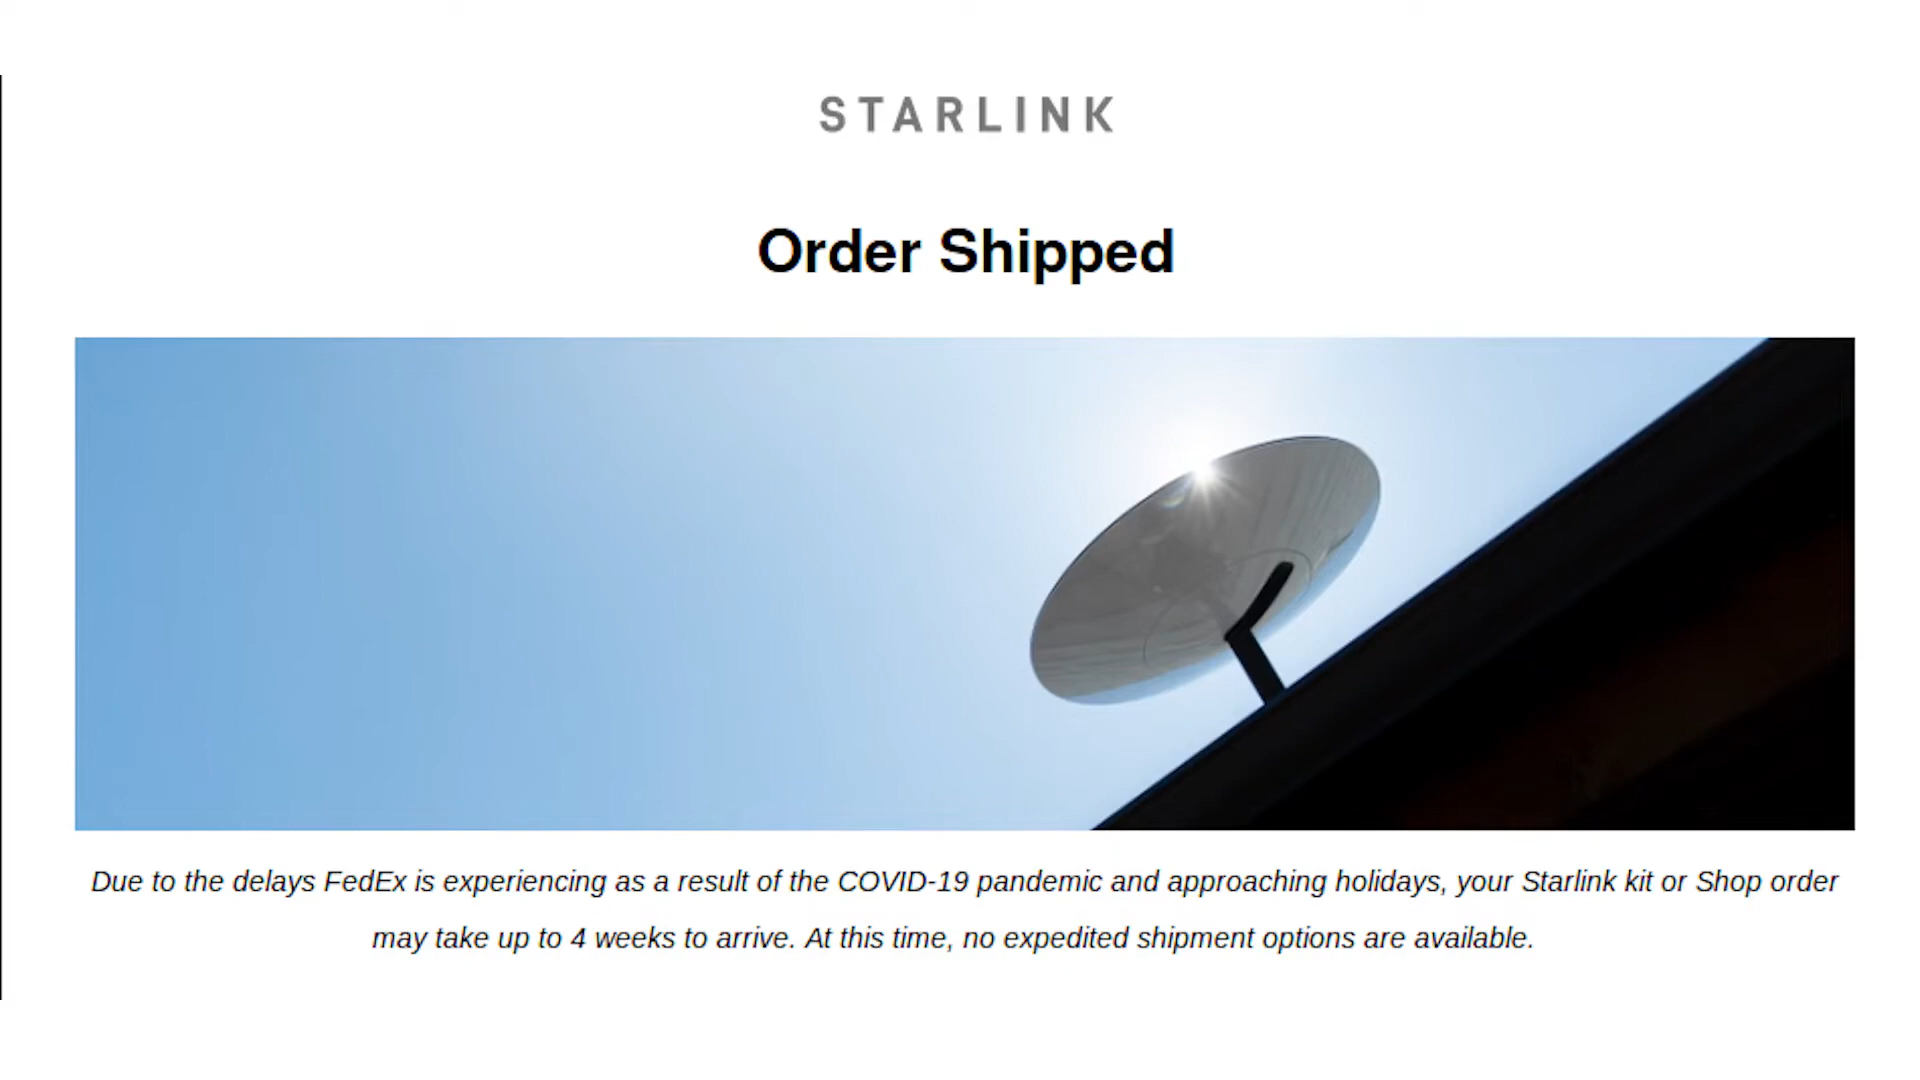 STARLINK
Order Shipped
Due to the delays FedEx is experiencing as a result of the COVID-19 pandemic and approaching holidays, your Starlink kit or Shop order
may take up to 4 weeks to arrive. At this time, no expedited shipment options are available.